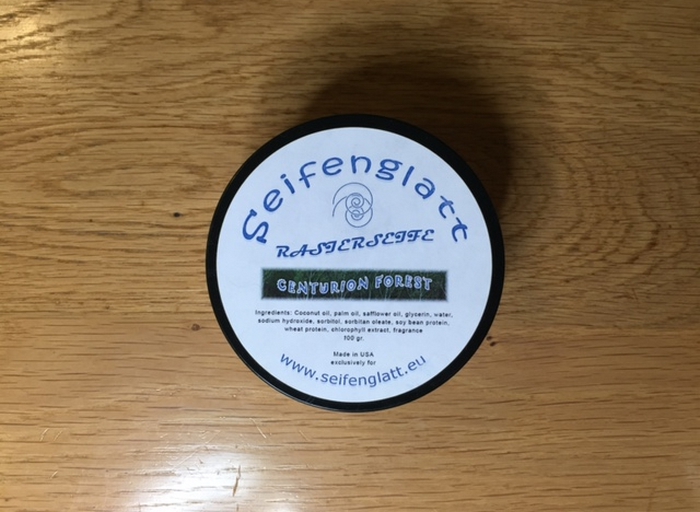 Seifenglatt
RASIERSEIFE
CENTURION FOREST
Ingredients: Coconut oil, palm oil, safflower oil, glycerin, water,
sodium hydroxide, sorbitol, sorbitan oleate, soy bean protein,
wheat protein, chlorophyll extract, fragrance
100 gr.
Made in USA
exclusively for
www.seifenglatt.eu